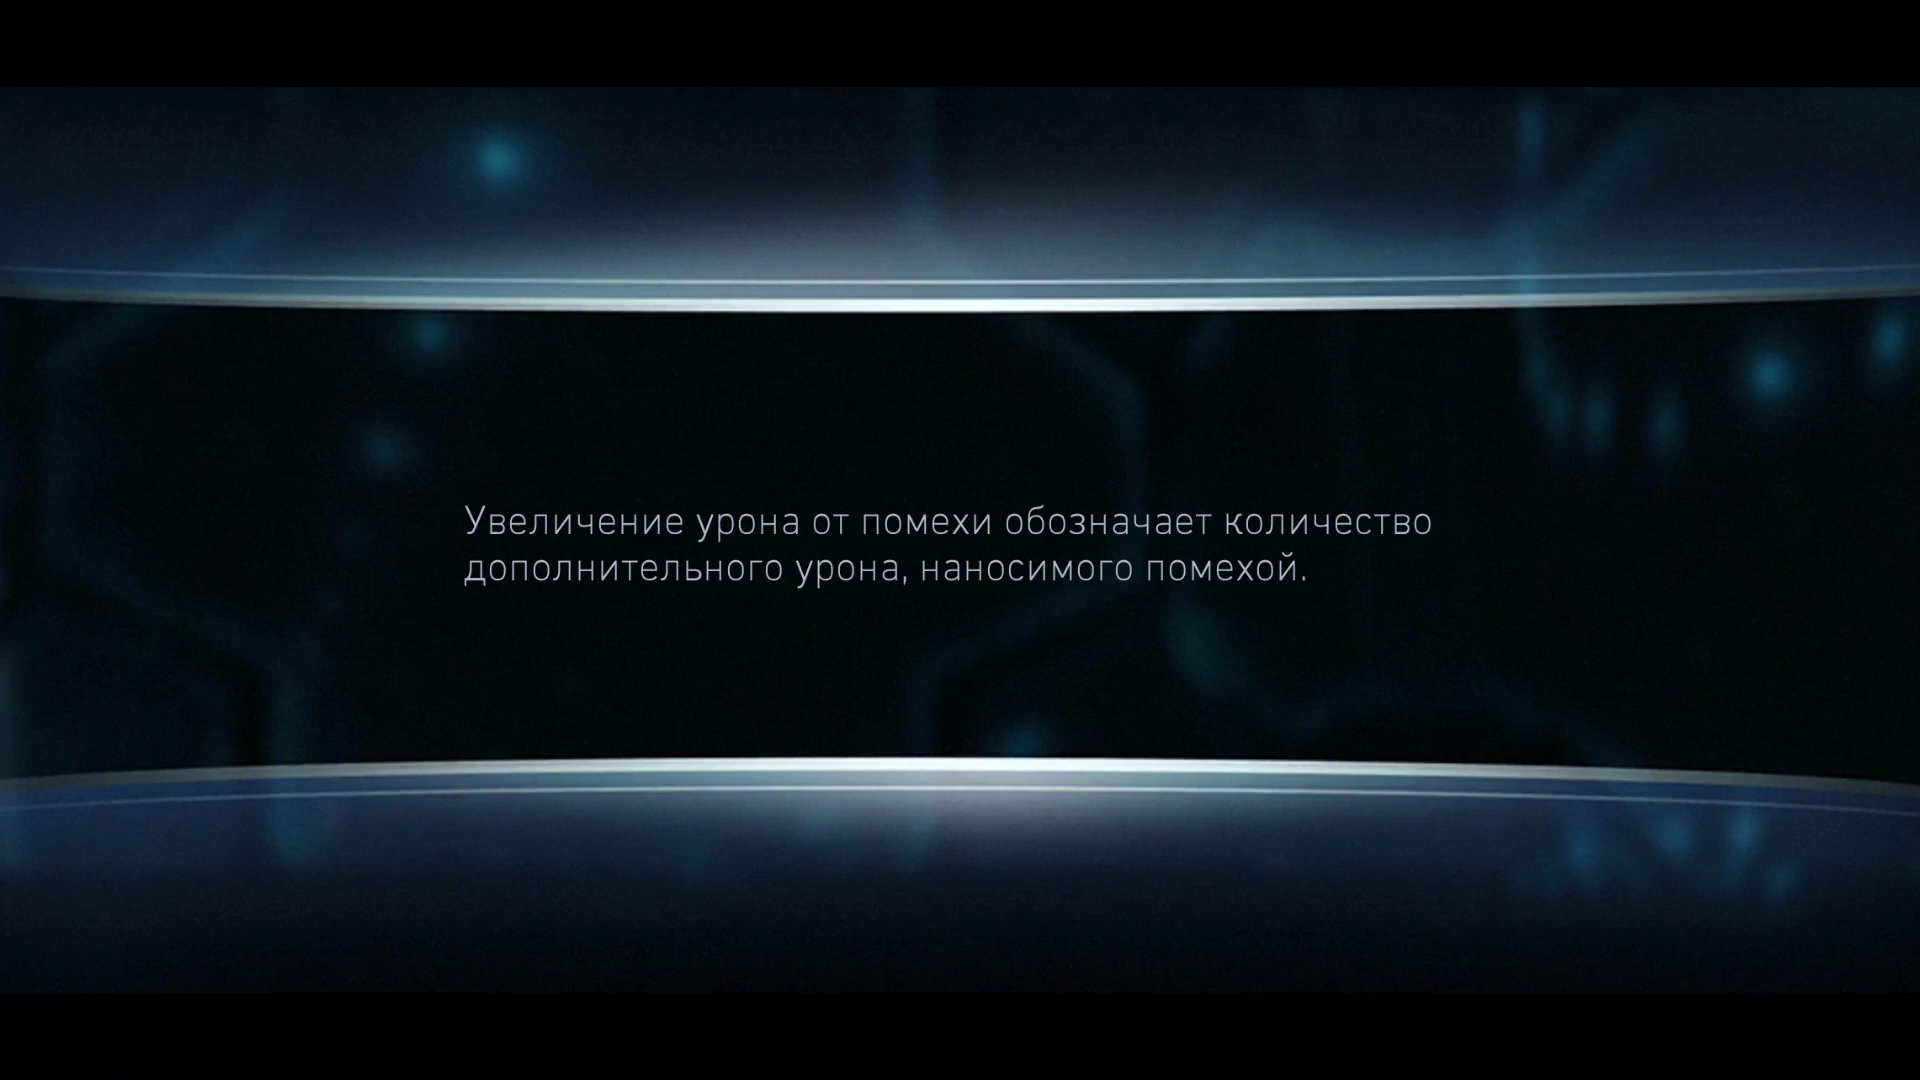 Увеличение урона от помехи обозначает количество
дополнительного урона, наносимого помехой.